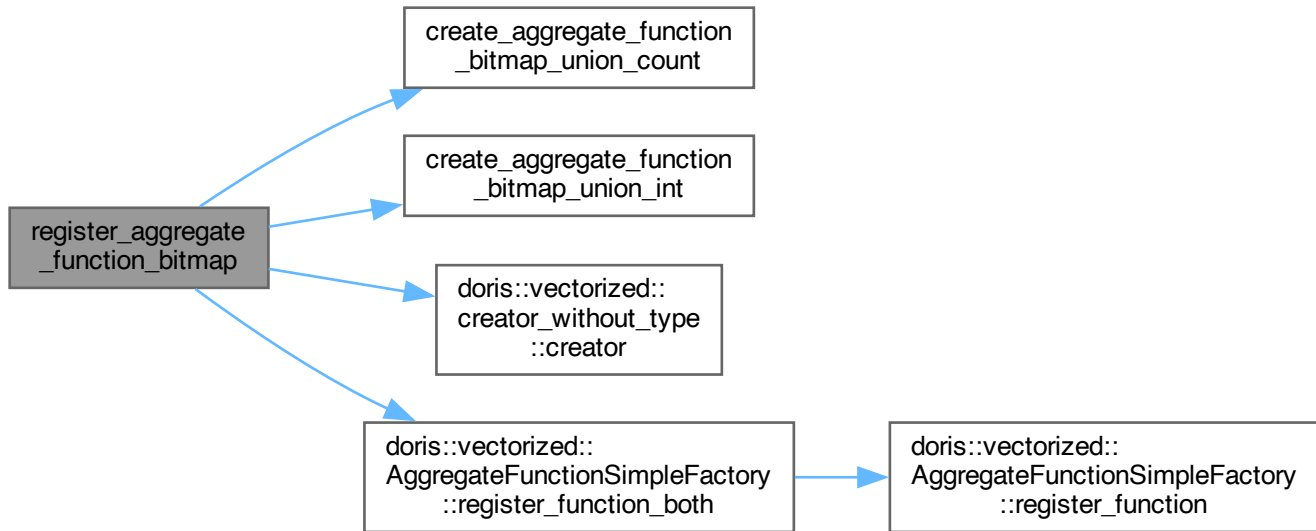 create_aggregate_function
_bitmap_union_count
create_aggregate_function
_bitmap_union_int
register_aggregate
_function_bitmap
doris::vectorized::
creator_without_type
::creator
doris::vectorized::
AggregateFunctionSimpleFactory
::register_function_both
doris::vectorized::
AggregateFunctionSimpleFactory
::register_function